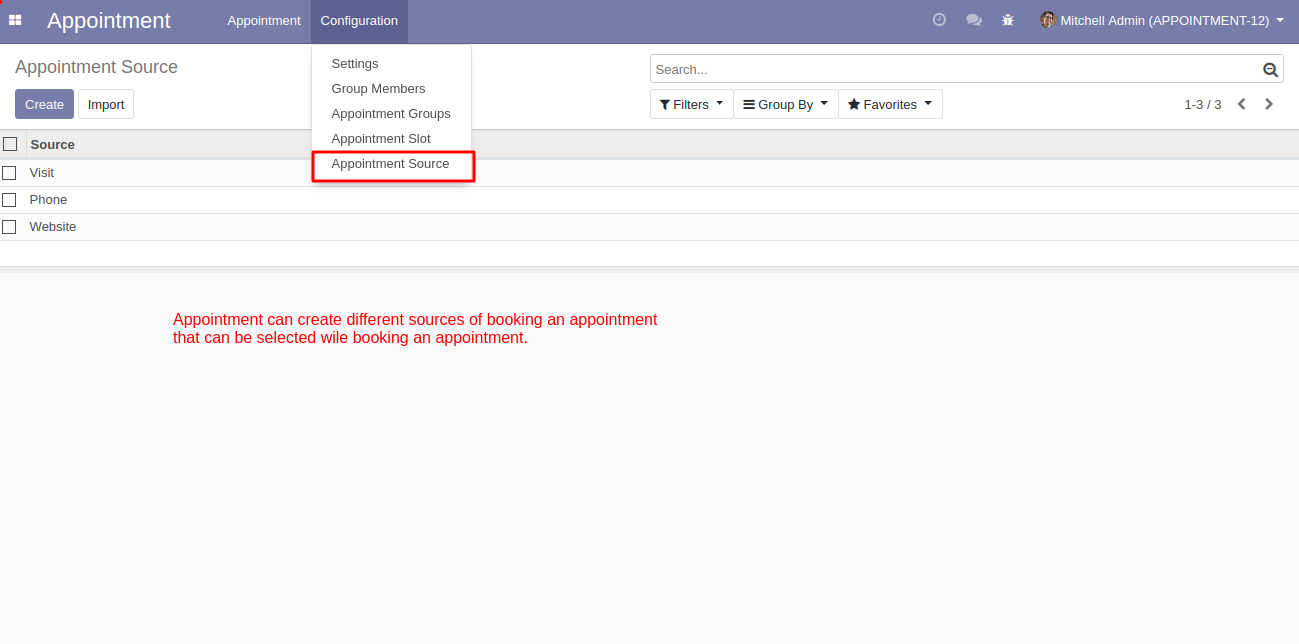 Appointment Appointment Configuration Mitchell Admin (APPOINTMENT-12)
Appointment Source
Search...
Settings
Group Members
Appointment Groups
Appointment Slot
Appointment Source
Create Import
Filters Group By Favorites 1-3 / 3
Source
Visit
Phone
Website
Appointment can create different sources of booking an appointment
that can be selected wile booking an appointment.